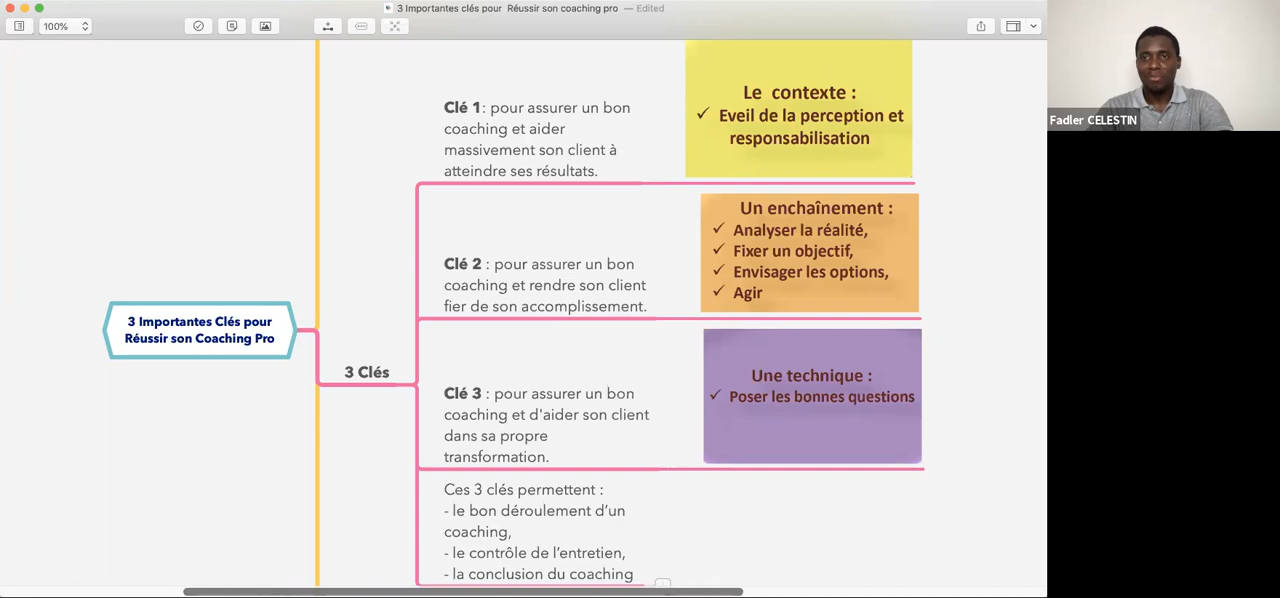 3 Importantes clés pour Réussir son coaching pro — Edited
100%
Fadler CELESTIN
3 Importantes Clés pour
Réussir son Coaching Pro
3 Clés
Clé 1: pour assurer un bon
coaching et aider
massivement son client à
atteindre ses résultats.
Le contexte :
✓ Eveil de la perception et
responsabilisation
Clé 2 : pour assurer un bon
coaching et rendre son client
fier de son accomplissement.
Un enchaînement :
✓ Analyser la réalité,
✓ Fixer un objectif,
✓ Envisager les options,
✓ Agir
Clé 3 : pour assurer un bon
coaching et d'aider son client
dans sa propre
transformation.
Une technique :
✓ Poser les bonnes questions
Ces 3 clés permettent :
- le bon déroulement d’un
coaching,
- le contrôle de l’entretien,
- la conclusion du coaching